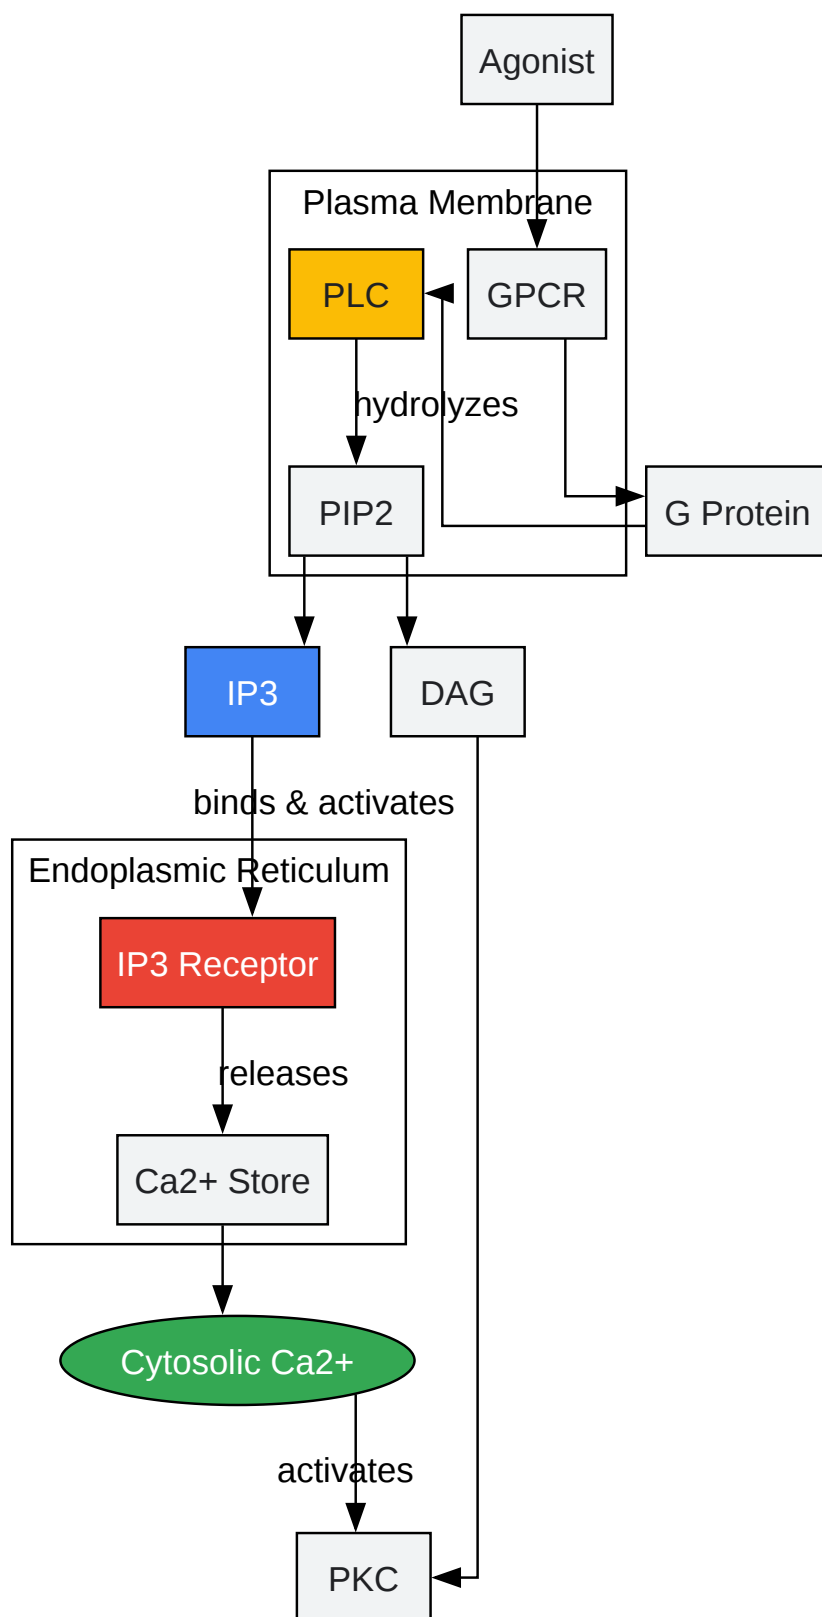 Agonist
Plasma Membrane
PLC
GPCR
hydrolyzes
PIP2
G Protein
IP3
DAG
binds & activates
Endoplasmic Reticulum
IP3 Receptor
releases
Ca2+ Store
Cytosolic Ca2+
activates
PKC